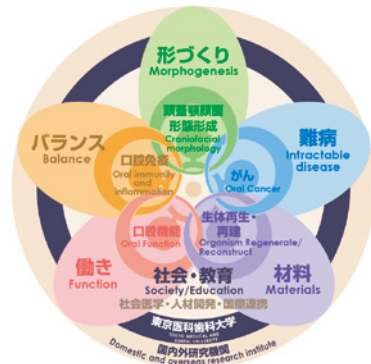 形づくり
Morphogenesis
頭蓋顎顔面
形態形成
Craniofacial
morphology
バランス
Balance
口腔免疫
Oral immunity
and
inflammation
難病
Intractable
disease
がん
Oral Cancer
口腔機能
Oral Function
生体再生・
再建
Organism Regenerate/
Reconstruct
働き
Function
社会・教育
Society/Education
社会医学・人材開発・国際連携
材料
Materials
東京医科歯科大学
TOKYO MEDICAL AND
DENTAL UNIVERSITY
国内外研究機関
Domestic and overseas research institute